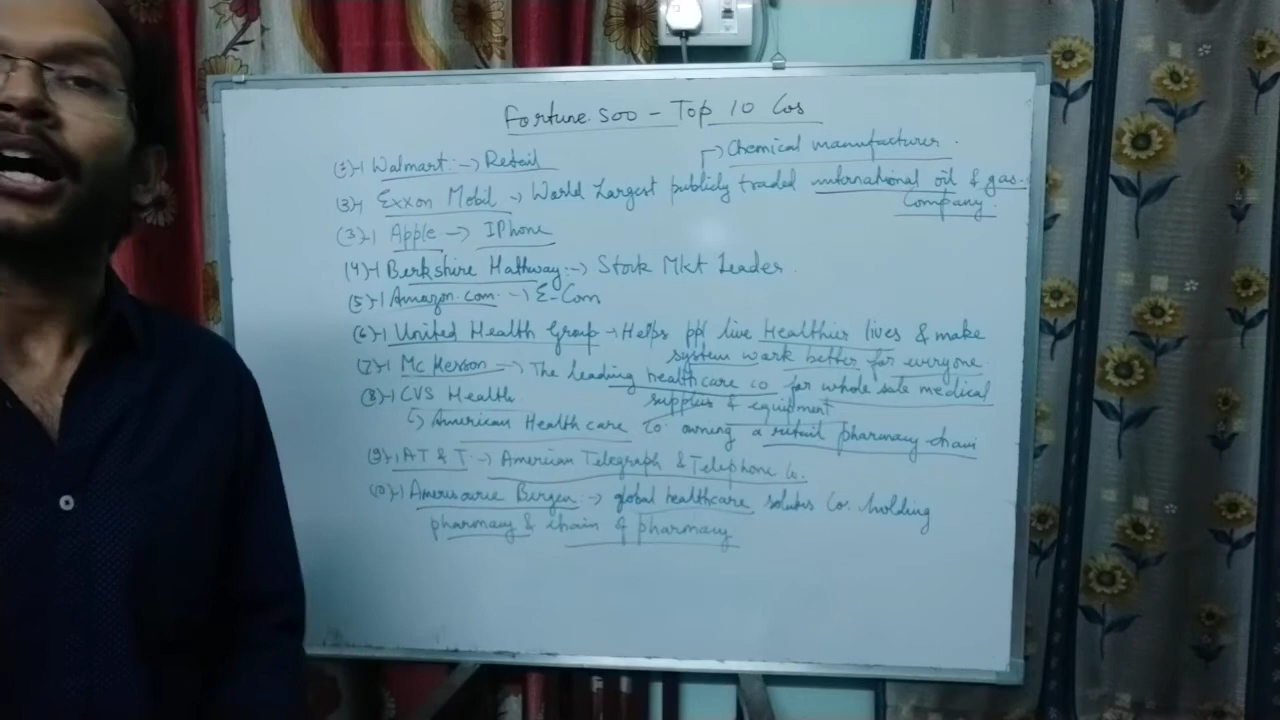 Fortune 500 - Top 10 Cos
(1)-| Walmart:-> Retail
-> Chemical manufacturer.
(3)-| Exxon Mobil -> World Largest publicly traded international oil & gas.
Company.
(3)-| Apple -> IPhone
(4)-| Berkshire Hathway:-> Stock Mkt Leader.
(5)-| Amazon.com. -> E-Com
(6)-| United Health Group -> Helps ppl live Healthier lives & make
system work better for everyone
(7)-| Mc Kesson -> The leading healthcare co for whole sale medical
supplies & equipment
(8)-| CVS Health
-> American Health care Co. owning a retail pharmacy chain
(9)-| AT & T:-> American Telegraph & Telephone Co.
(10)-| Amerisource Bergen:-> global healthcare Co. holding
pharmacy & chain of pharmacy